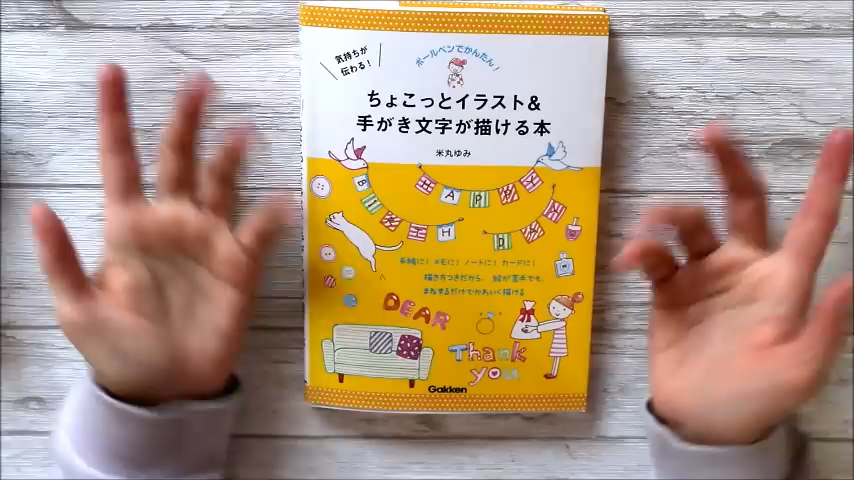 気持ちが
伝わる!
ボールペンでかんたん!
ちょこっとイラスト&
手がき文字が描ける本
米丸ゆみ
HAPPY
BIRTHDAY
手紙に! メモに! ノートに! カードに!
描き方つきだから、絵が苦手でも、
まねするだけでかわいく描ける
DEAR
Thank
you
Gakken